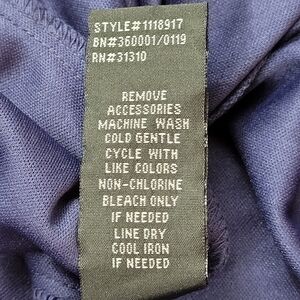 STYLE#1118917
BN#360001/0119
RN#31310
REMOVE
ACCESSORIES
MACHINE WASH
COLD GENTLE
CYCLE WITH
LIKE COLORS
NON-CHLORINE
BLEACH ONLY
IF NEEDED
LINE DRY
COOL IRON
IF NEEDED